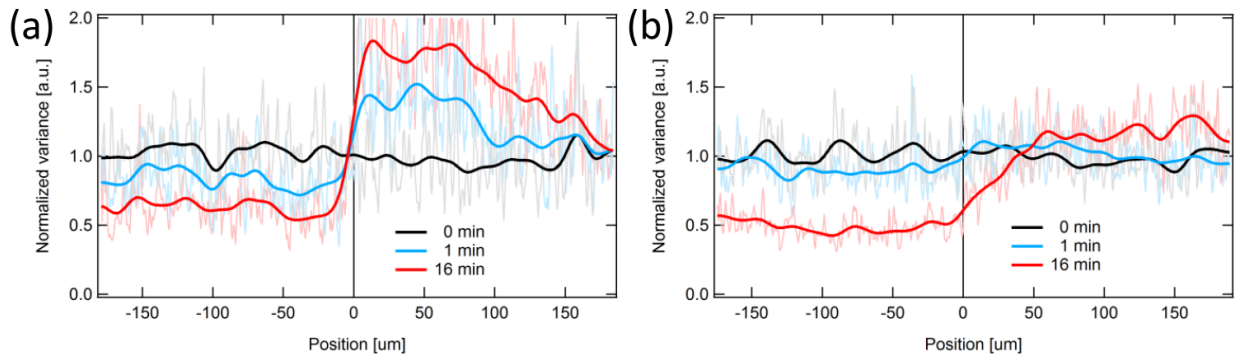 (a)
2.0
1.5
1.0
0.5
0.0
Normalized variance [a.u.]
0 min
1 min
16 min
-150 -100 -50 0 50 100 150
Position [um]
(b)
2.0
1.5
1.0
0.5
0.0
Normalized variance [a.u.]
0 min
1 min
16 min
-150 -100 -50 0 50 100 150
Position [um]